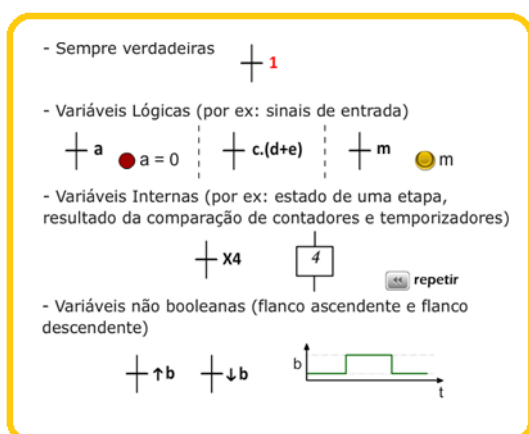 - Sempre verdadeiras
1
- Variáveis Lógicas (por ex: sinais de entrada)
a a = 0 c.(d+e) m m
- Variáveis Internas (por ex: estado de uma etapa,
resultado da comparação de contadores e temporizadores)
X4 4
repetir
- Variáveis não booleanas (flanco ascendente e flanco
descendente)
↑b ↓b b
t